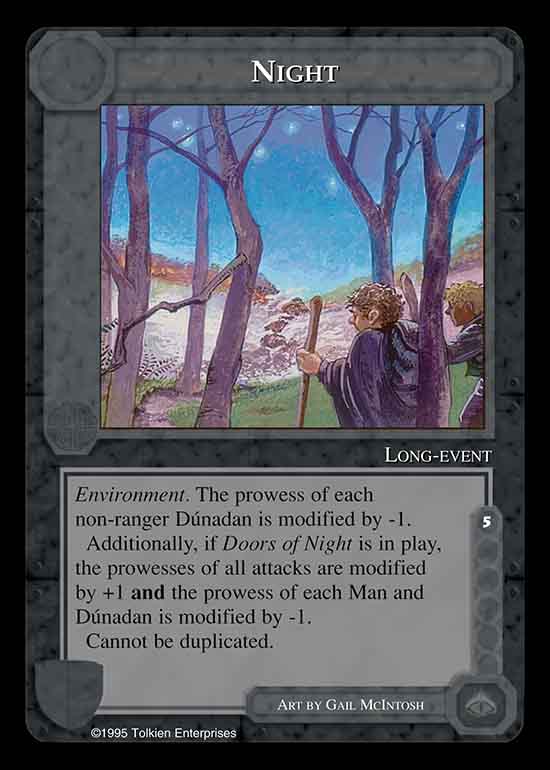 Night
Long-event
Environment. The prowess of each
non-ranger Dúnadan is modified by -1.
Additionally, if Doors of Night is in play,
the prowesses of all attacks are modified
by +1 and the prowess of each Man and
Dúnadan is modified by -1.
Cannot be duplicated.
5
Art by Gail McIntosh
©1995 Tolkien Enterprises